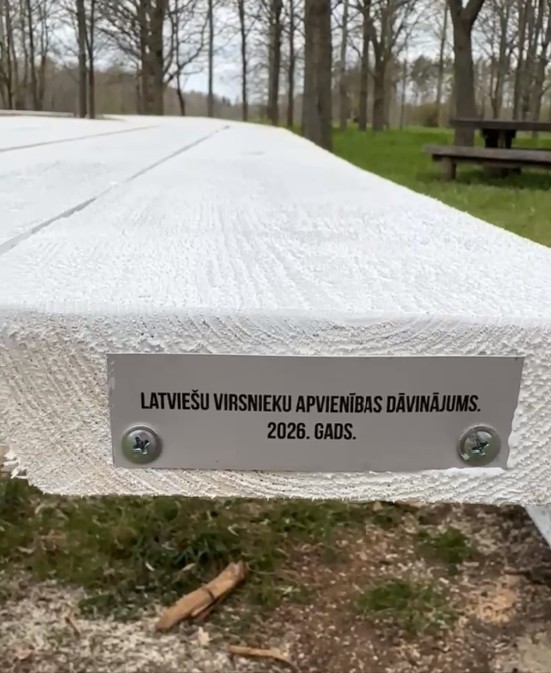 LATVIEŠU VIRSNIEKU APVIENĪBAS DĀVINĀJUMS.
2026. GADS.